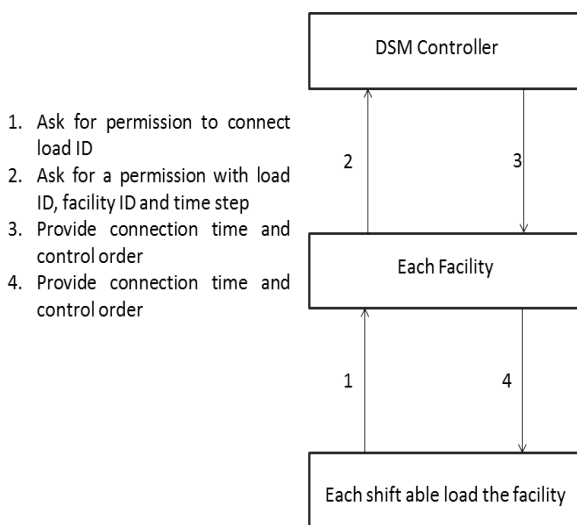 DSM Controller
1. Ask for permission to connect
load ID
2. Ask for a permission with load
ID, facility ID and time step
3. Provide connection time and
control order
4. Provide connection time and
control order
2
3
Each Facility
1
4
Each shift able load the facility